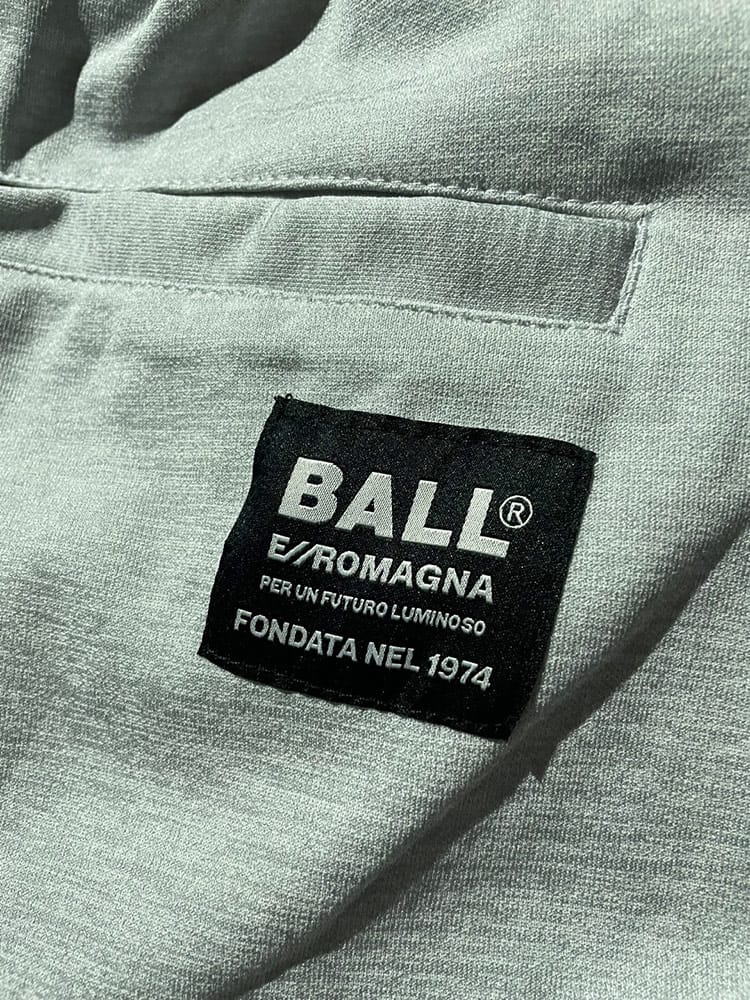 BALL®
E//ROMAGNA
PER UN FUTURO LUMINOSO
FONDATA NEL 1974